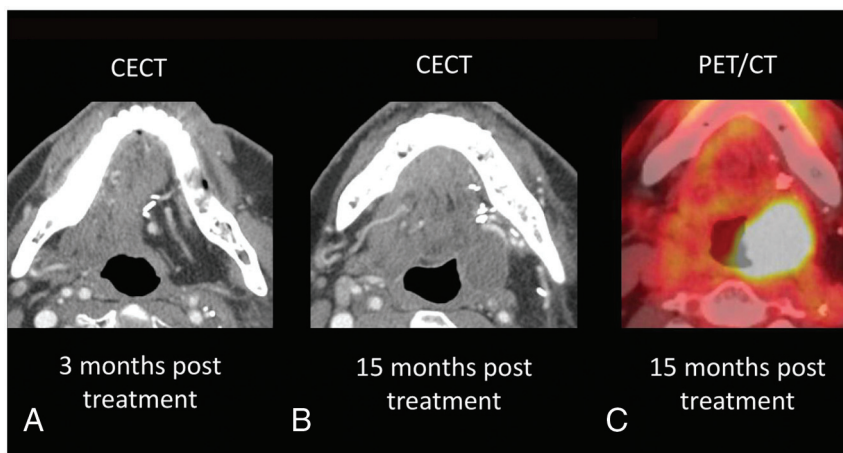 CECT
CECT
PET/CT
3 months post
treatment
15 months post
treatment
15 months post
treatment
A
B
C